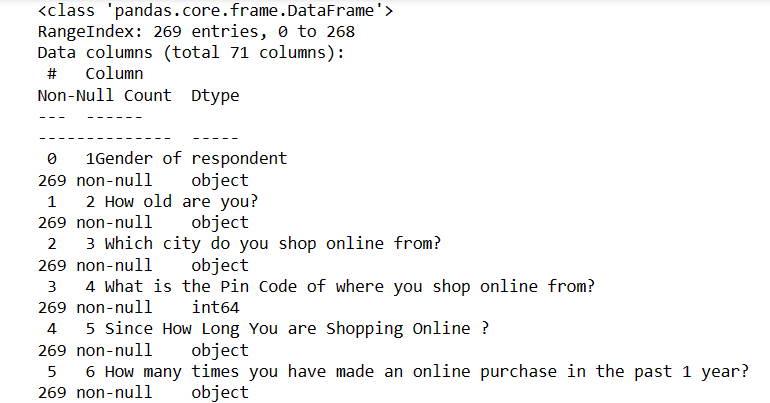 <class 'pandas.core.frame.DataFrame'>
RangeIndex: 269 entries, 0 to 268
Data columns (total 71 columns):
 #   Column
Non-Null Count  Dtype
---  ------
--------------  -----
 0   1Gender of respondent
269 non-null    object
 1   2 How old are you?
269 non-null    object
 2   3 Which city do you shop online from?
269 non-null    object
 3   4 What is the Pin Code of where you shop online from?
269 non-null    int64
 4   5 Since How Long You are Shopping Online ?
269 non-null    object
 5   6 How many times you have made an online purchase in the past 1 year?
269 non-null    object